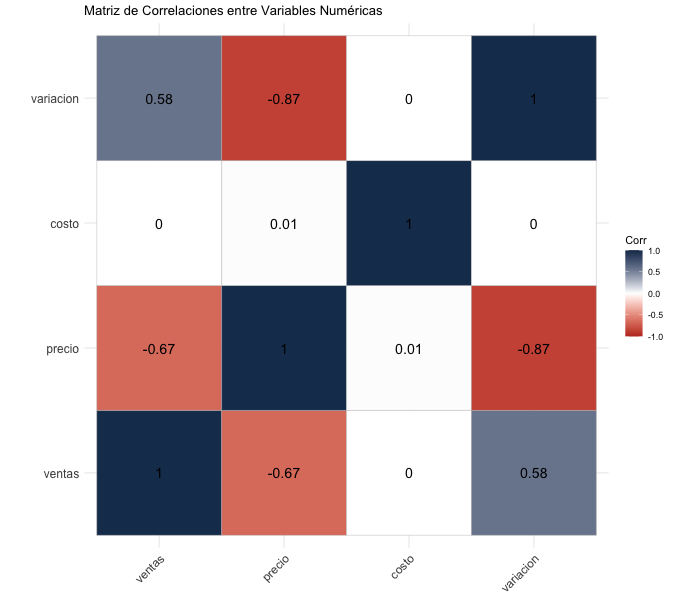 Matriz de Correlaciones entre Variables Numéricas
variacion
0.58
-0.87
0
1
costo
0
0.01
1
0
precio
-0.67
1
0.01
-0.87
ventas
1
-0.67
0
0.58
ventas
precio
costo
variacion
Corr
1.0
0.5
0.0
-0.5
-1.0